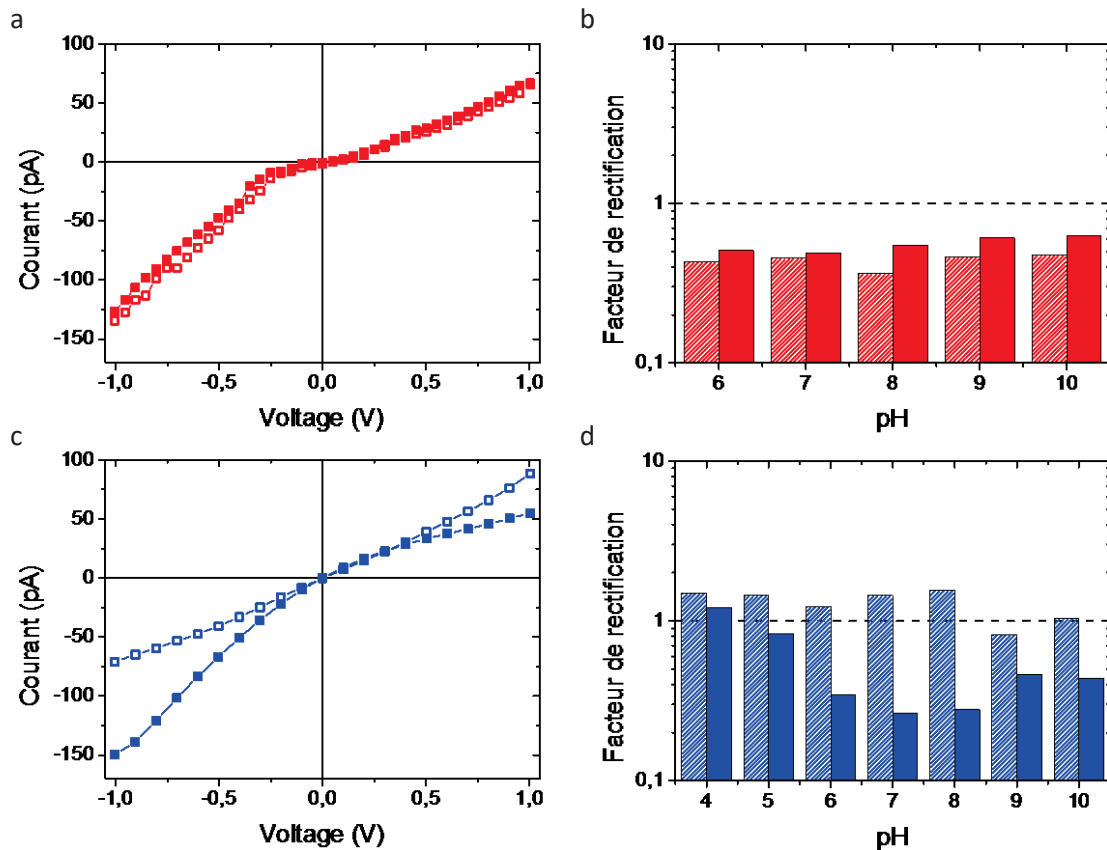 a
100
50
0
-50
-100
-150
Courant (pA)
-1,0 -0,5 0,0 0,5 1,0
Voltage (V)
b
10
1
0,1
Facteur de rectification
6 7 8 9 10
pH
c
100
50
0
-50
-100
-150
Courant (pA)
-1,0 -0,5 0,0 0,5 1,0
Voltage (V)
d
10
1
0,1
Facteur de rectification
4 5 6 7 8 9 10
pH